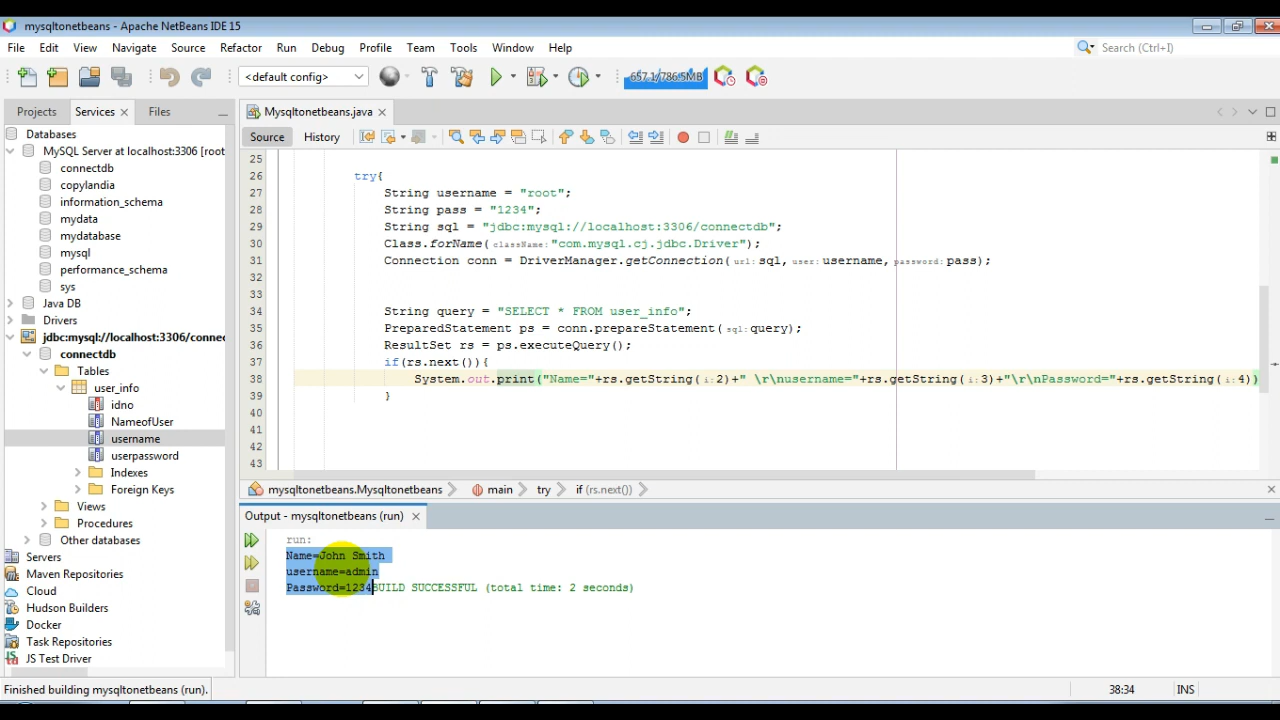 mysqltonetbeans - Apache NetBeans IDE 15
File Edit View Navigate Source Refactor Run Debug Profile Team Tools Window Help
Search (Ctrl+I)
<default config>
657.1/786.5MB
Projects Services Files
Databases
MySQL Server at localhost:3306 [root
connectdb
copylandia
information_schema
mydata
mydatabase
mysql
performance_schema
sys
Java DB
Drivers
jdbc:mysql://localhost:3306/connec
connectdb
Tables
user_info
idno
NameofUser
username
userpassword
Indexes
Foreign Keys
Views
Procedures
Other databases
Servers
Maven Repositories
Cloud
Hudson Builders
Docker
Task Repositories
JS Test Driver
Mysqltonetbeans.java
Source History
25
26 try{
27 String username = "root";
28 String pass = "1234";
29 String sql = "jdbc:mysql://localhost:3306/connectdb";
30 Class.forName(className:"com.mysql.cj.jdbc.Driver");
31 Connection conn = DriverManager.getConnection(url:sql,user:username,password:pass);
32
33
34 String query = "SELECT * FROM user_info";
35 PreparedStatement ps = conn.prepareStatement(sql:query);
36 ResultSet rs = ps.executeQuery();
37 if(rs.next()){
38 System.out.print("Name="+rs.getString(i:2)+" \r\nusername="+rs.getString(i:3)+"\r\nPassword="+rs.getString(i:4))
39 }
40
41
42
43
mysqltonetbeans.Mysqltonetbeans main try if (rs.next())
Output - mysqltonetbeans (run)
run:
Name=John Smith
username=admin
Password=1234BUILD SUCCESSFUL (total time: 2 seconds)
Finished building mysqltonetbeans (run).
38:34 INS